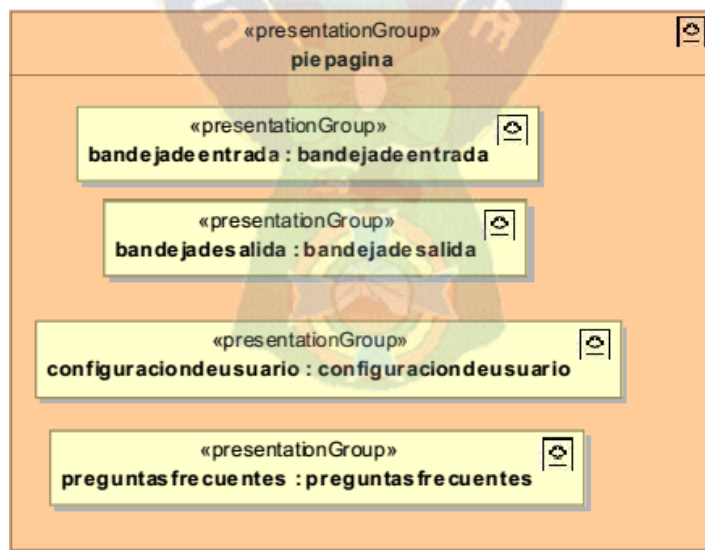 «presentationGroup»
piepagina
«presentationGroup»
bandejadeentrada : bandejadeentrada
«presentationGroup»
bandejadesalida : bandejadesalida
«presentationGroup»
configuraciondeusuario : configuraciondeusuario
«presentationGroup»
preguntasfrecuentes : preguntasfrecuentes